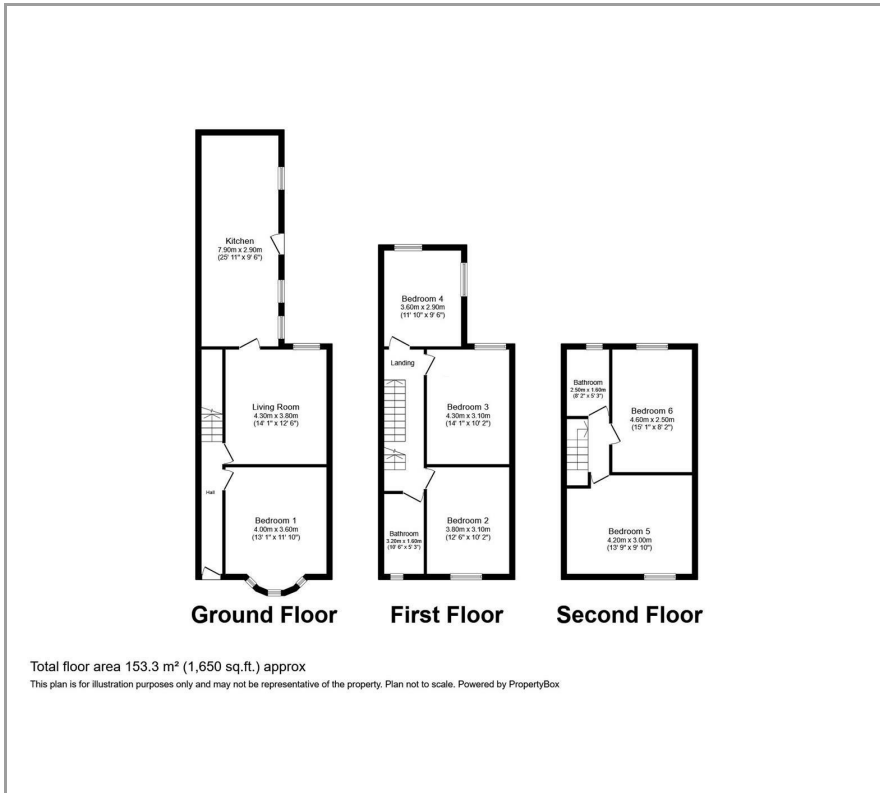 Kitchen
7.90m x 2.90m
(25' 11" x 9' 6")
Living Room
4.30m x 3.80m
(14' 1" x 12' 6")
Hall
Bedroom 1
4.00m x 3.60m
(13' 1" x 11' 10")
Ground Floor
Bedroom 4
3.60m x 2.90m
(11' 10" x 9' 6")
Landing
Bedroom 3
4.30m x 3.10m
(14' 1" x 10' 2")
Bathroom
3.20m x 1.60m
(10' 6" x 5' 3")
Bedroom 2
3.80m x 3.10m
(12' 6" x 10' 2")
First Floor
Bathroom
2.50m x 1.60m
(8' 2" x 5' 3")
Bedroom 6
4.60m x 2.50m
(15' 1" x 8' 2")
Bedroom 5
4.20m x 3.00m
(13' 9" x 9' 10")
Second Floor
Total floor area 153.3 m² (1,650 sq.ft.) approx
This plan is for illustration purposes only and may not be representative of the property. Plan not to scale. Powered by PropertyBox